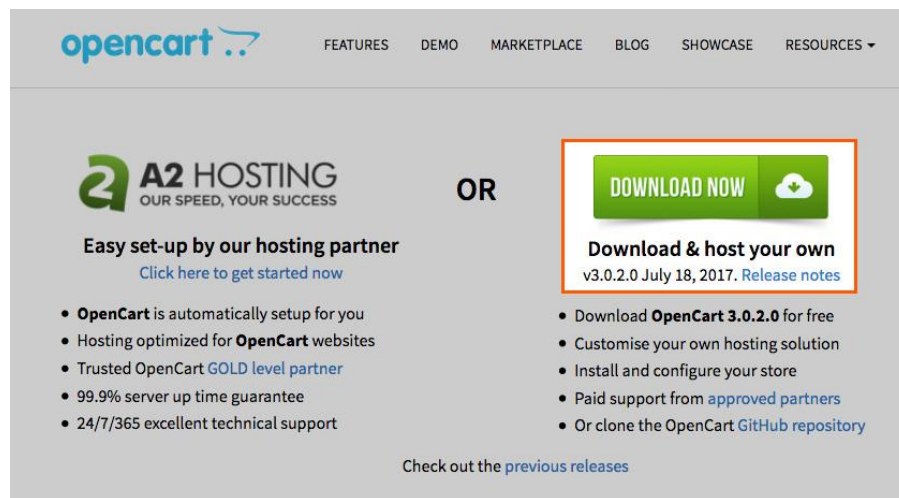 opencart
FEATURES DEMO MARKETPLACE BLOG SHOWCASE RESOURCES
A2 HOSTING
OUR SPEED, YOUR SUCCESS
Easy set-up by our hosting partner
Click here to get started now
• OpenCart is automatically setup for you
• Hosting optimized for OpenCart websites
• Trusted OpenCart GOLD level partner
• 99.9% server up time guarantee
• 24/7/365 excellent technical support
OR
DOWNLOAD NOW
Download & host your own
v3.0.2.0 July 18, 2017. Release notes
• Download OpenCart 3.0.2.0 for free
• Customise your own hosting solution
• Install and configure your store
• Paid support from approved partners
• Or clone the OpenCart GitHub repository
Check out the previous releases